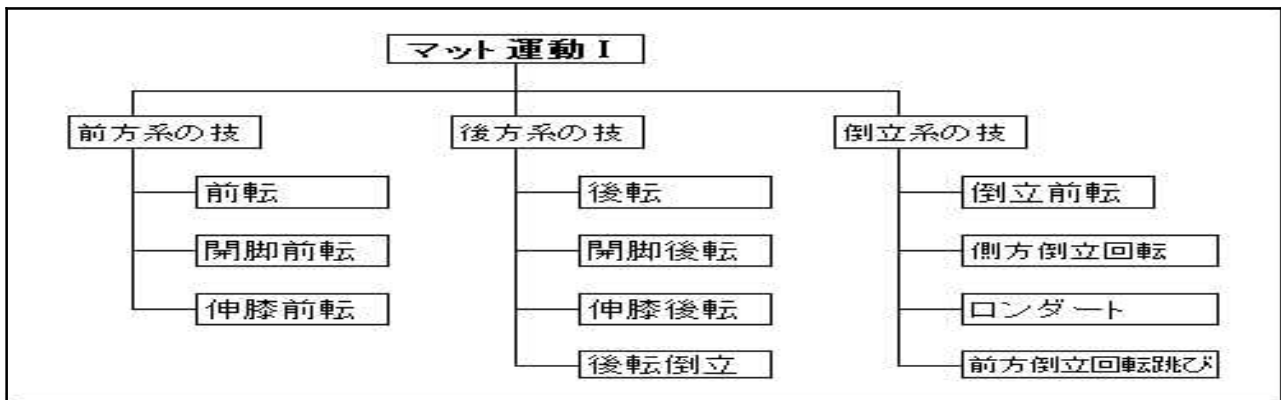 マット運動Ⅰ
前方系の技
後方系の技
倒立系の技
前転
後転
倒立前転
開脚前転
開脚後転
側方倒立回転
伸膝前転
伸膝後転
ロンダート
後転倒立
前方倒立回転跳び